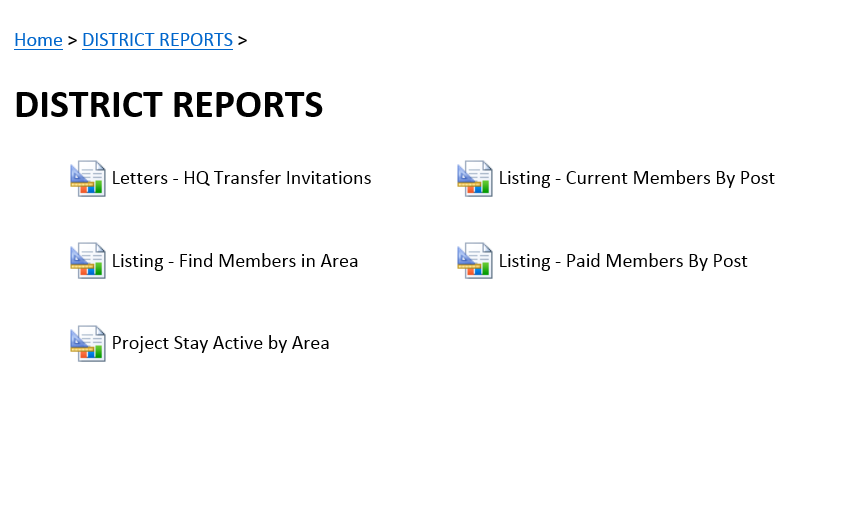 Home > DISTRICT REPORTS >
DISTRICT REPORTS
Letters - HQ Transfer Invitations
Listing - Current Members By Post
Listing - Find Members in Area
Listing - Paid Members By Post
Project Stay Active by Area